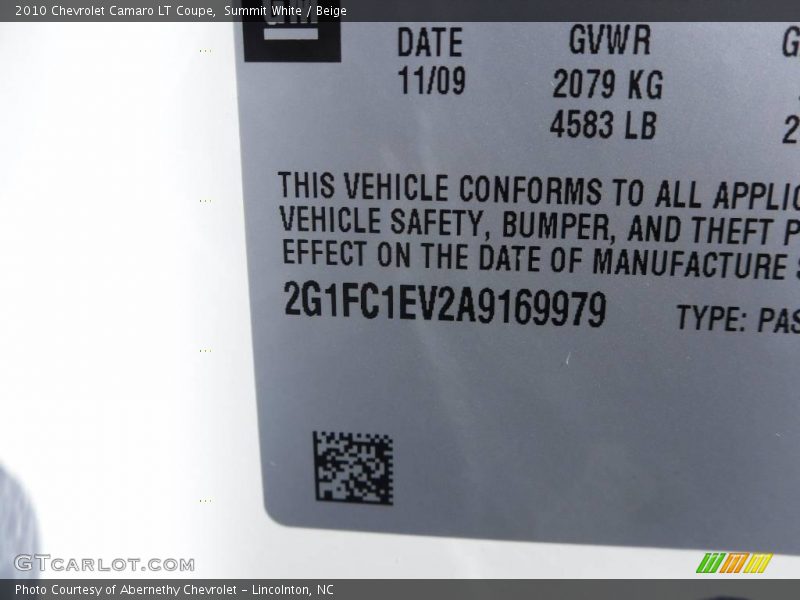 2010 Chevrolet Camaro LT Coupe, Summit White / Beige
GM
DATE GVWR
11/09 2079 KG
4583 LB 2
THIS VEHICLE CONFORMS TO ALL APPLIC
VEHICLE SAFETY, BUMPER, AND THEFT P
EFFECT ON THE DATE OF MANUFACTURE
2G1FC1EV2A9169979 TYPE: PAS
GTCARLOT.COM
Photo Courtesy of Abernethy Chevrolet – Lincolnton, NC